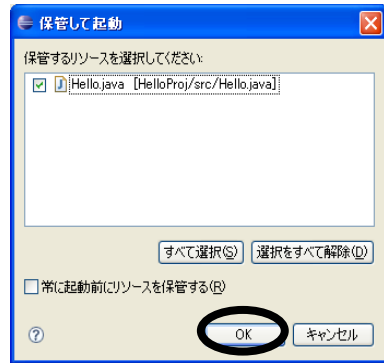 保管して起動
保管するリソースを選択してください:
Hello.java [HelloProj/src/Hello.java]
すべて選択(S) 選択をすべて解除(D)
常に起動前にリソースを保管する(R)
? OK キャンセル